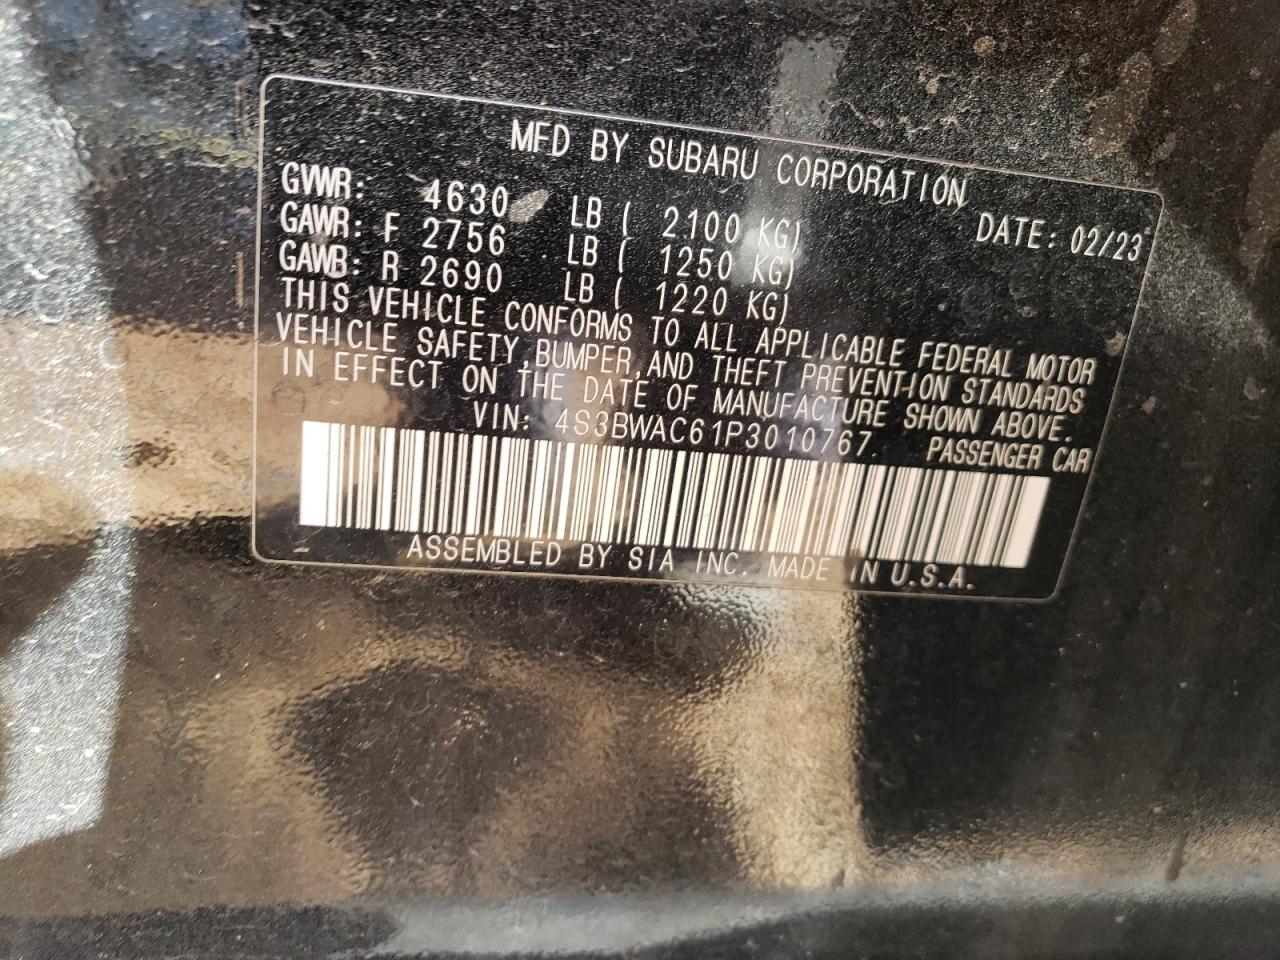 MFD BY SUBARU CORPORATION
DATE: 02/23
GVWR: 4630 LB ( 2100 KG)
GAWR: F 2756 LB ( 1250 KG)
GAWR: R 2690 LB ( 1220 KG)
THIS VEHICLE CONFORMS TO ALL APPLICABLE FEDERAL MOTOR
VEHICLE SAFETY, BUMPER, AND THEFT PREVENTION STANDARDS
IN EFFECT ON THE DATE OF MANUFACTURE SHOWN ABOVE.
VIN: 4S3BWAC61P3010767 PASSENGER CAR
ASSEMBLED BY SIA INC. MADE IN U.S.A.